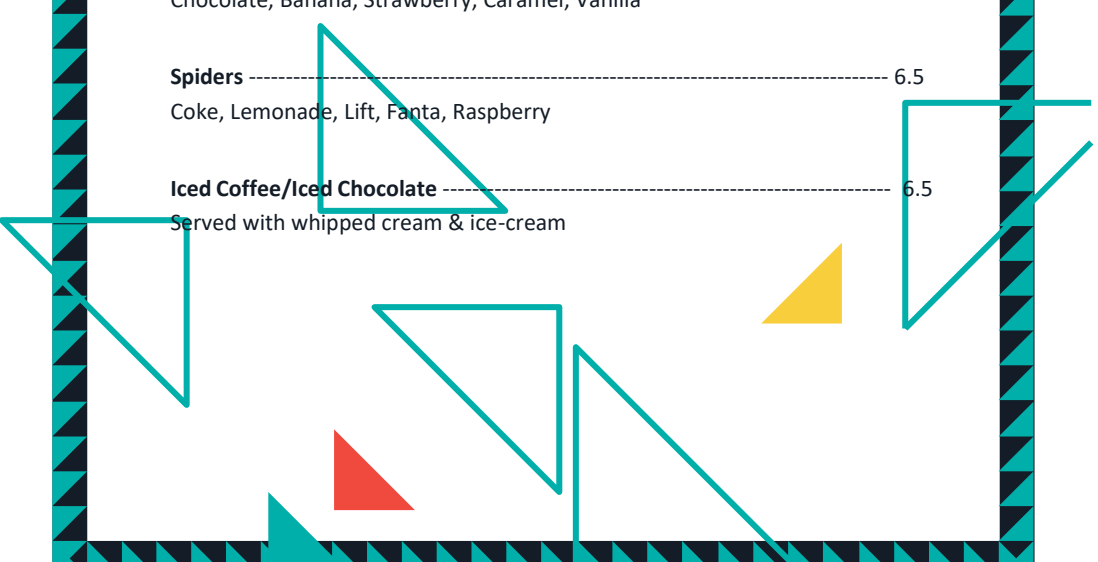 Chocolate, Banana, Strawberry, Caramel, Vanilla
Spiders -------------------------------------------------------------------------------------- 6.5
Coke, Lemonade, Lift, Fanta, Raspberry
Iced Coffee/Iced Chocolate ------------------------------------------------------------ 6.5
Served with whipped cream & ice-cream